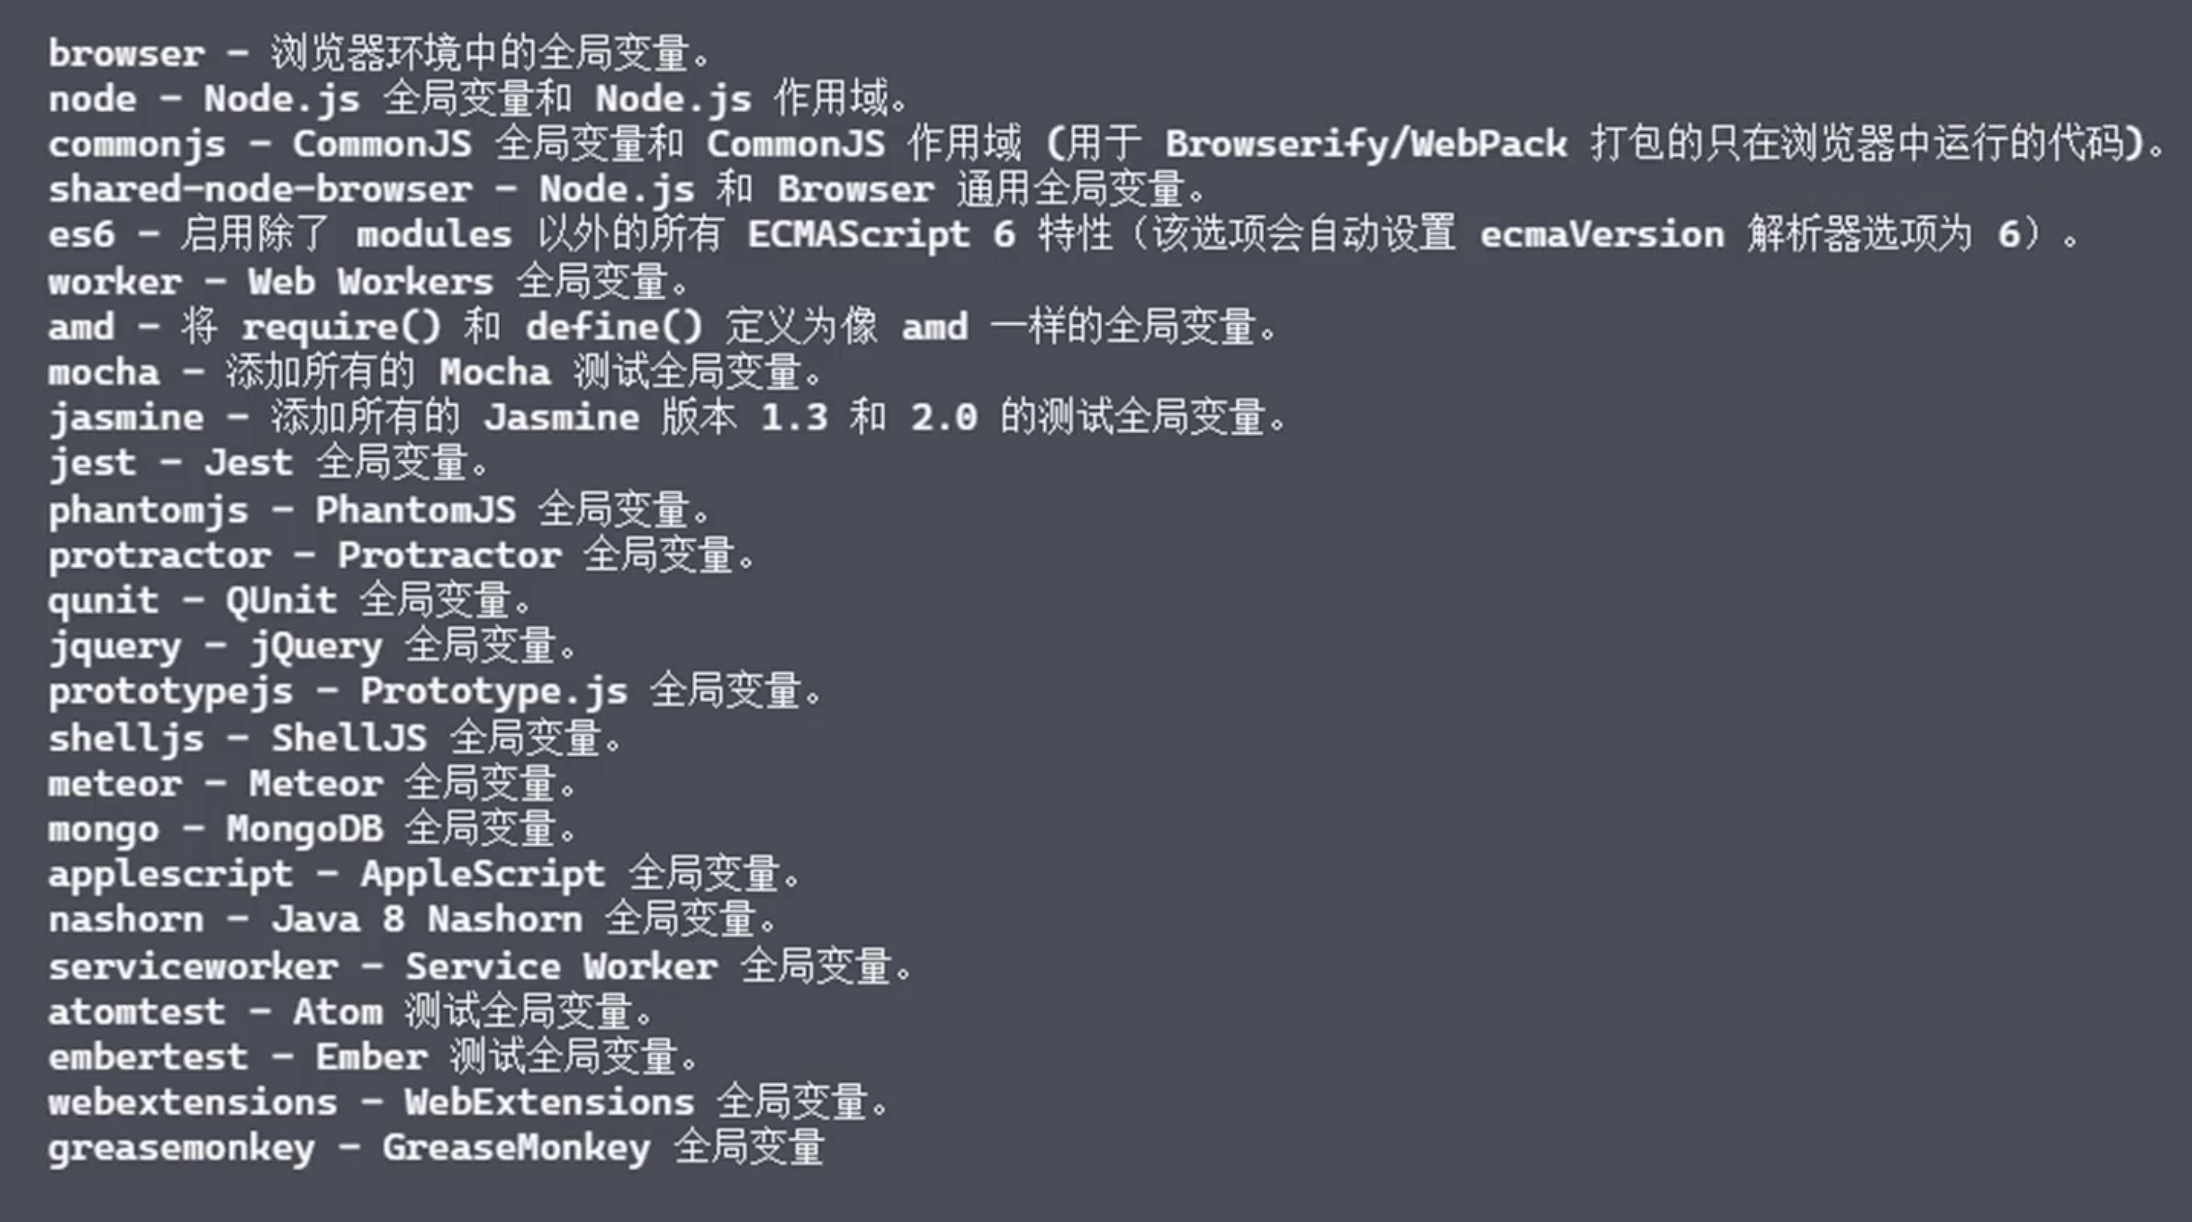 browser – 浏览器环境中的全局变量。
node – Node.js 全局变量和 Node.js 作用域。
commonjs – CommonJS 全局变量和 CommonJS 作用域 (用于 Browserify/WebPack 打包的只在浏览器中运行的代码)。
shared-node-browser – Node.js 和 Browser 通用全局变量。
es6 – 启用除了 modules 以外的所有 ECMAScript 6 特性（该选项会自动设置 ecmaVersion 解析器选项为 6）。
worker – Web Workers 全局变量。
amd – 将 require() 和 define() 定义为像 amd 一样的全局变量。
mocha – 添加所有的 Mocha 测试全局变量。
jasmine – 添加所有的 Jasmine 版本 1.3 和 2.0 的测试全局变量。
jest – Jest 全局变量。
phantomjs – PhantomJS 全局变量。
protractor – Protractor 全局变量。
qunit – QUnit 全局变量。
jquery – jQuery 全局变量。
prototypejs – Prototype.js 全局变量。
shelljs – ShellJS 全局变量。
meteor – Meteor 全局变量。
mongo – MongoDB 全局变量。
applescript – AppleScript 全局变量。
nashorn – Java 8 Nashorn 全局变量。
serviceworker – Service Worker 全局变量。
atomtest – Atom 测试全局变量。
embertest – Ember 测试全局变量。
webextensions – WebExtensions 全局变量。
greasemonkey – GreaseMonkey 全局变量